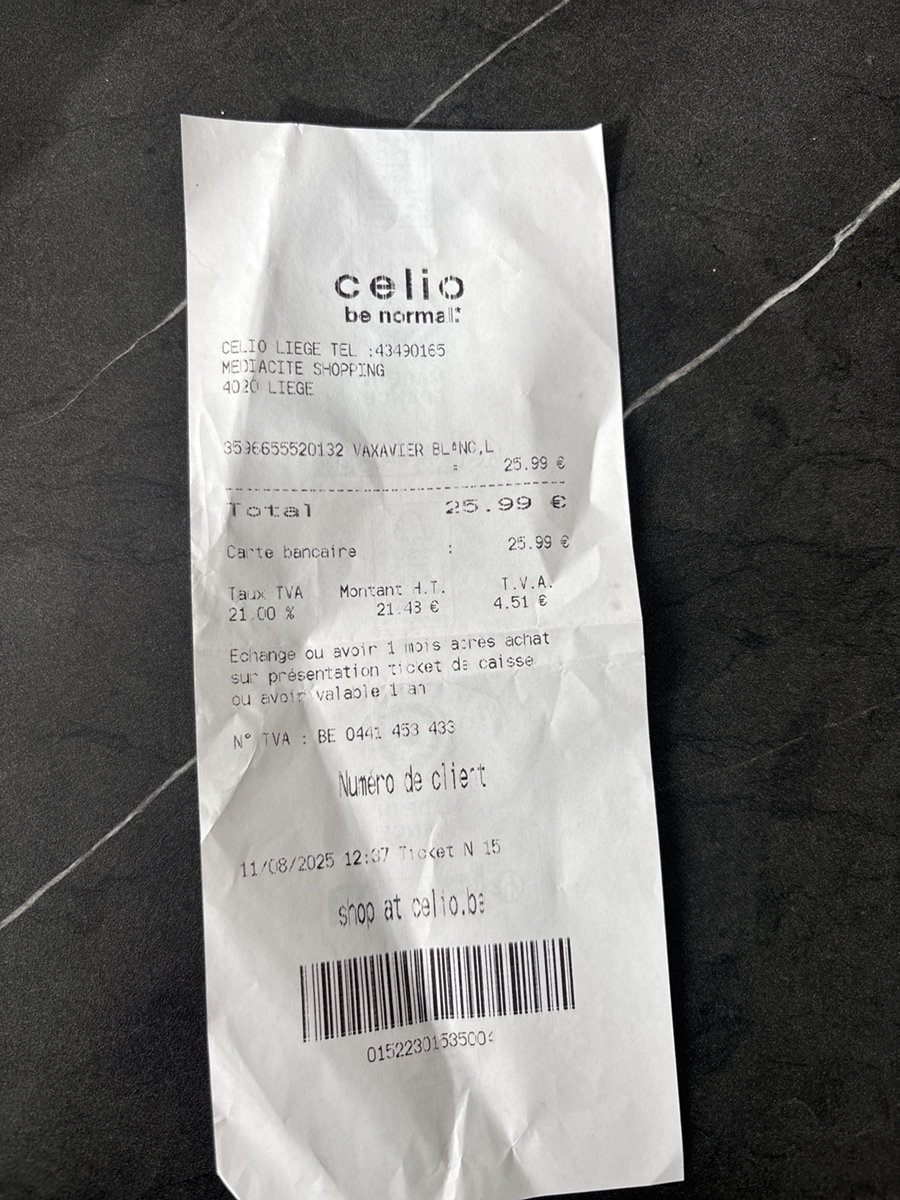 celio
be normal*
CELIO LIEGE TEL :43490165
MEDIACITE SHOPPING
4020 LIEGE
3596655520132 VAXAVIER BLANC,L
: 25.99 €
Total 25.99 €
Carte bancaire : 25.99 €
Taux TVA Montant H.T. T.V.A.
21.00 % 21.48 € 4.51 €
Echange ou avoir 1 mois apres achat
sur présentation ticket de caisse
ou avoir valable 1 an
N° TVA : BE 0441 453 433
Numéro de client
11/08/2025 12:37 Ticket N 15
shop at celio.be